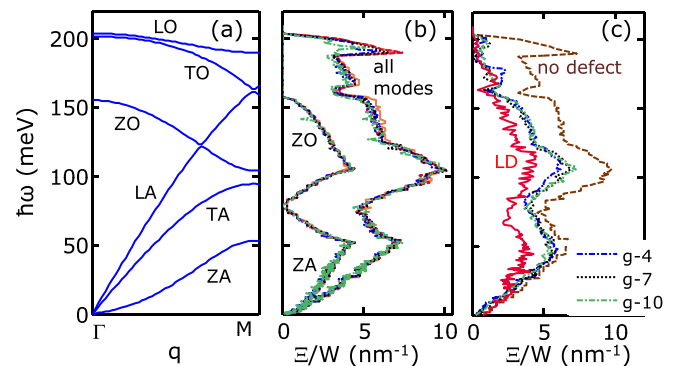 (a)
(b)
(c)
200
150
100
50
0
ħω (meV)
LO
TO
ZO
LA
TA
ZA
Γ
M
q
all
modes
ZO
ZA
0
5
10
Ξ/W (nm⁻¹)
no defect
LD
g-4
g-7
g-10
0
5
10
Ξ/W (nm⁻¹)